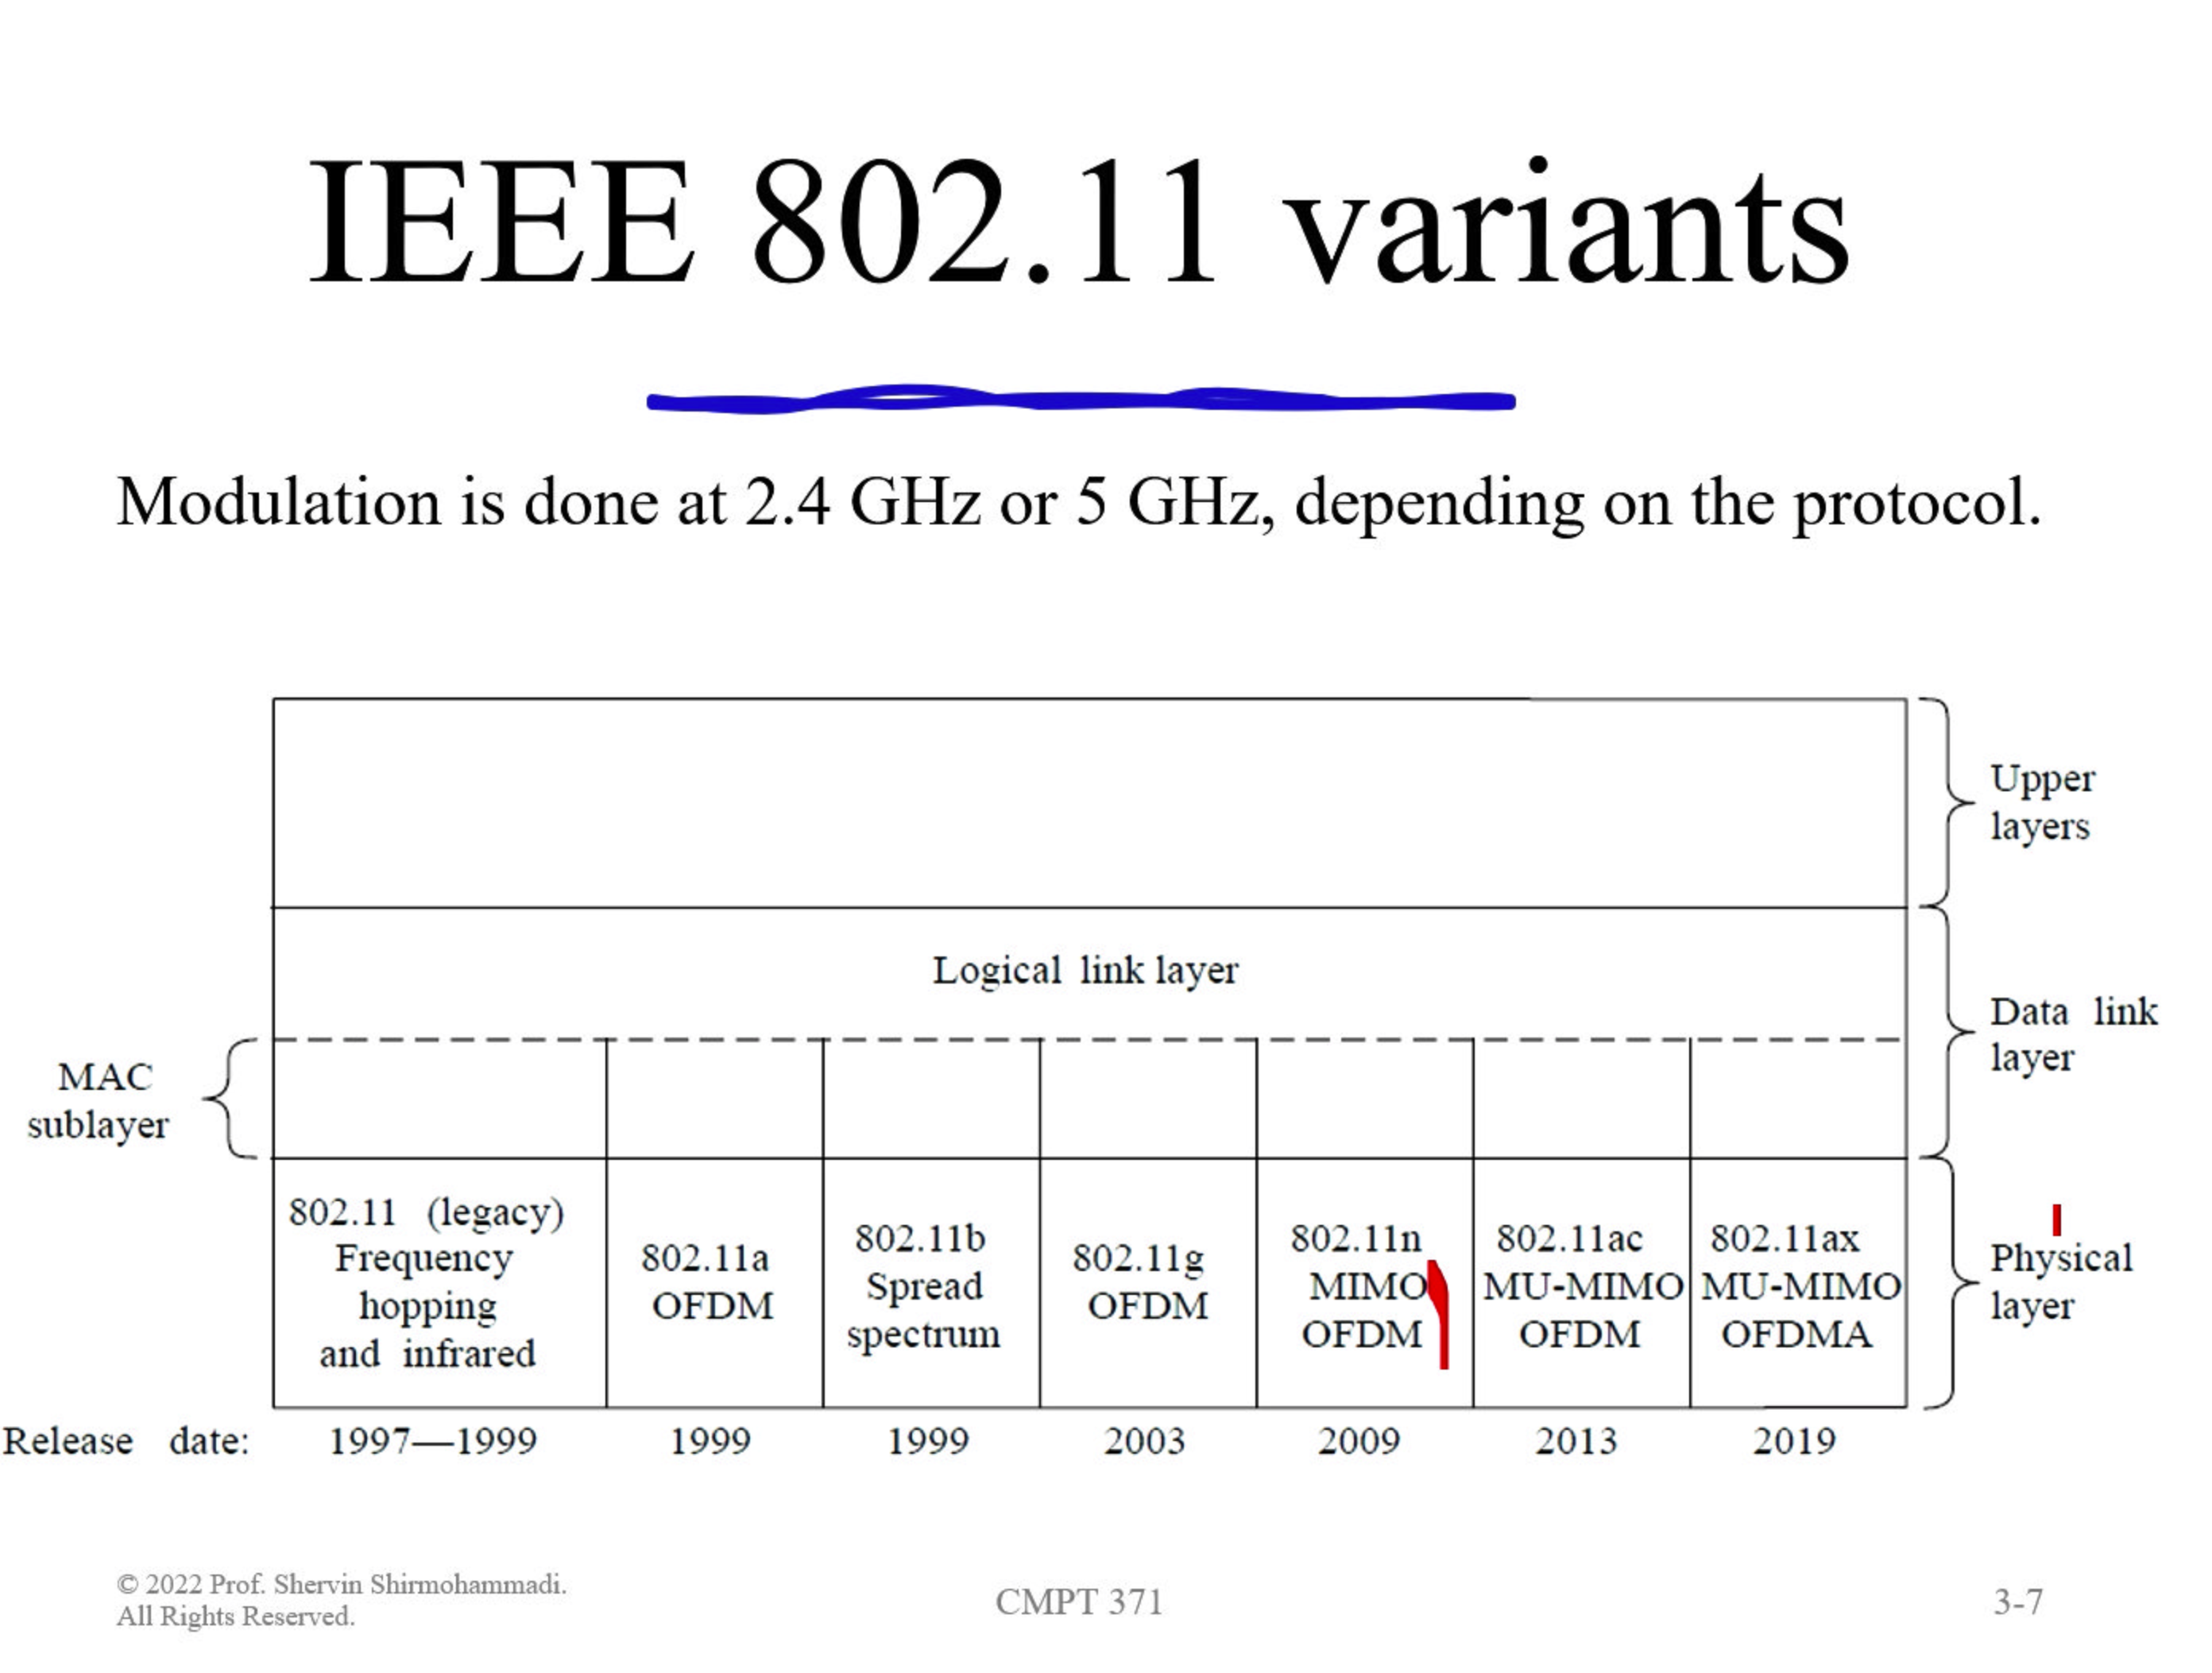 IEEE 802.11 variants
Modulation is done at 2.4 GHz or 5 GHz, depending on the protocol.
Upper
layers
Logical link layer
Data link
layer
MAC
sublayer
802.11 (legacy)
Frequency
hopping
and infrared
802.11a
OFDM
802.11b
Spread
spectrum
802.11g
OFDM
802.11n
MIMO
OFDM
802.11ac
MU-MIMO
OFDM
802.11ax
MU-MIMO
OFDMA
Physical
layer
Release date: 1997—1999 1999 1999 2003 2009 2013 2019
© 2022 Prof. Shervin Shirmohammadi.
All Rights Reserved.
CMPT 371
3-7